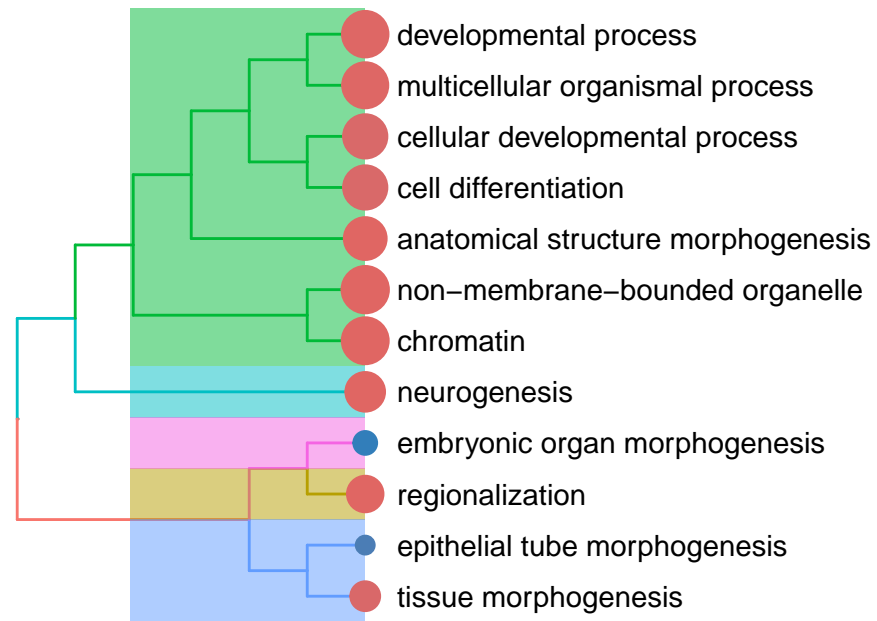 developmental process
multicellular organismal process
cellular developmental process
cell differentiation
anatomical structure morphogenesis
non−membrane−bounded organelle
chromatin
neurogenesis
embryonic organ morphogenesis
regionalization
epithelial tube morphogenesis
tissue morphogenesis